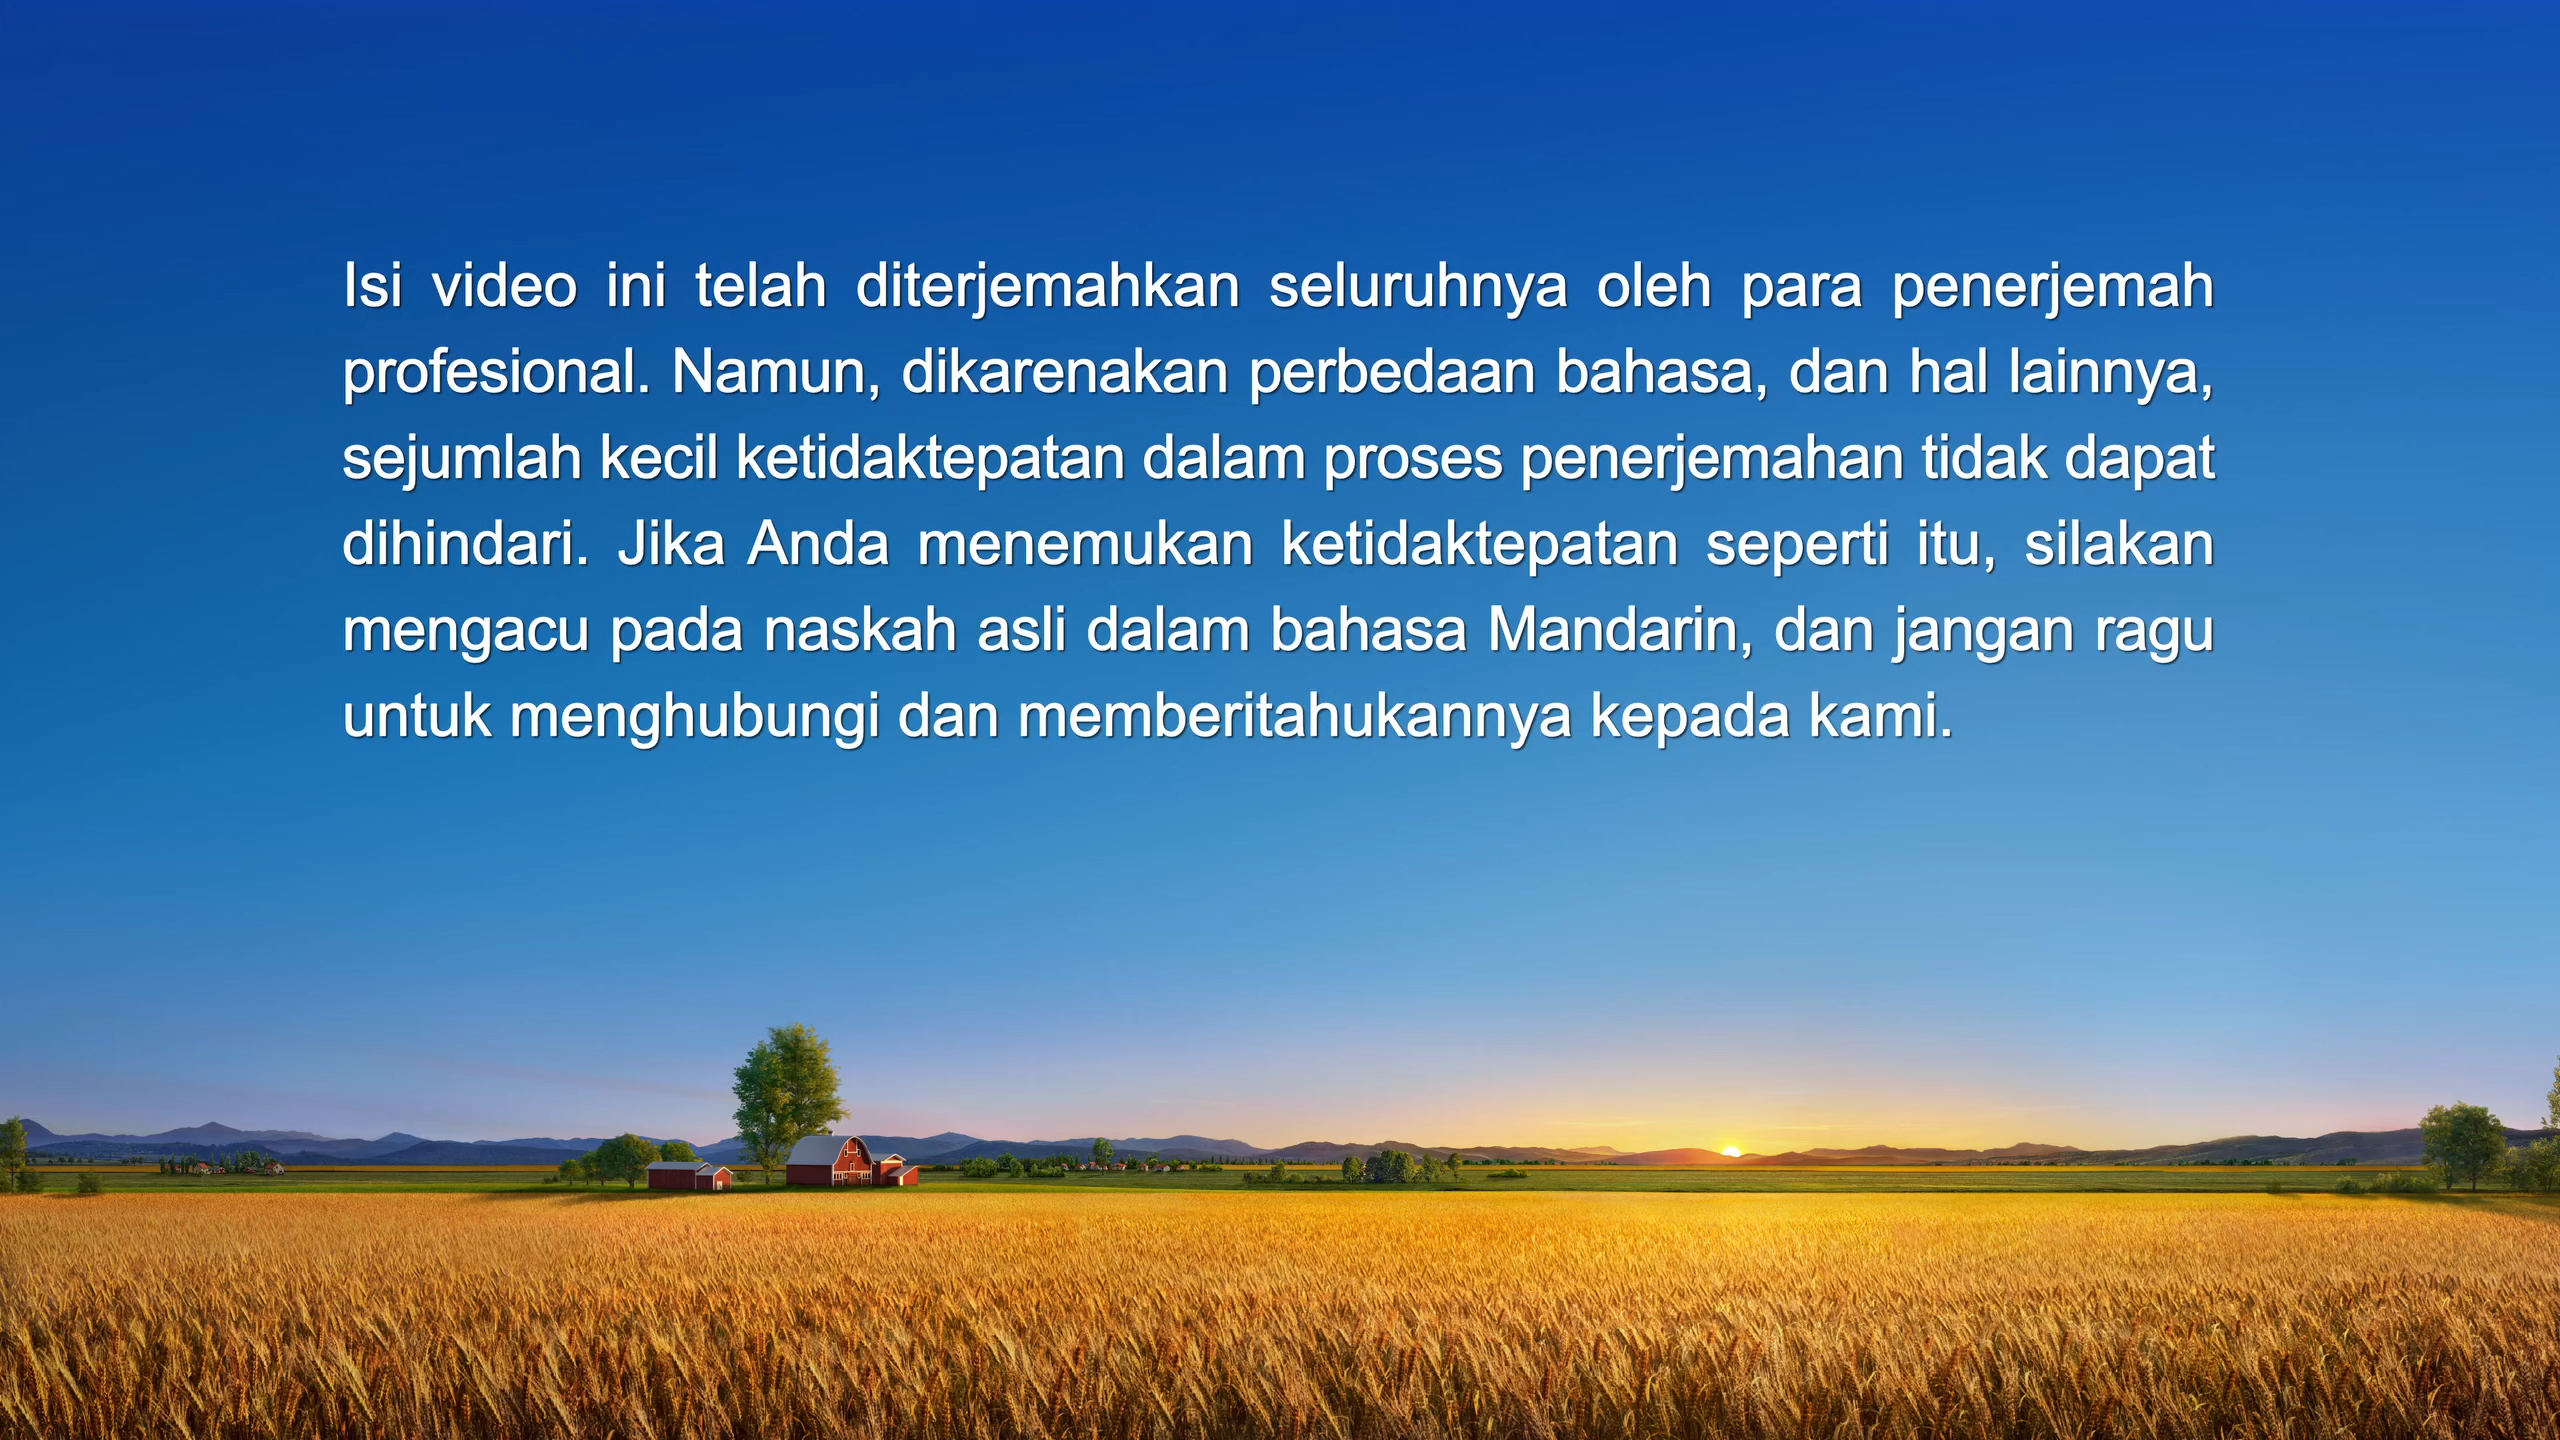 Isi video ini telah diterjemahkan seluruhnya oleh para penerjemah
profesional. Namun, dikarenakan perbedaan bahasa, dan hal lainnya,
sejumlah kecil ketidaktepatan dalam proses penerjemahan tidak dapat
dihindari. Jika Anda menemukan ketidaktepatan seperti itu, silakan
mengacu pada naskah asli dalam bahasa Mandarin, dan jangan ragu
untuk menghubungi dan memberitahukannya kepada kami.